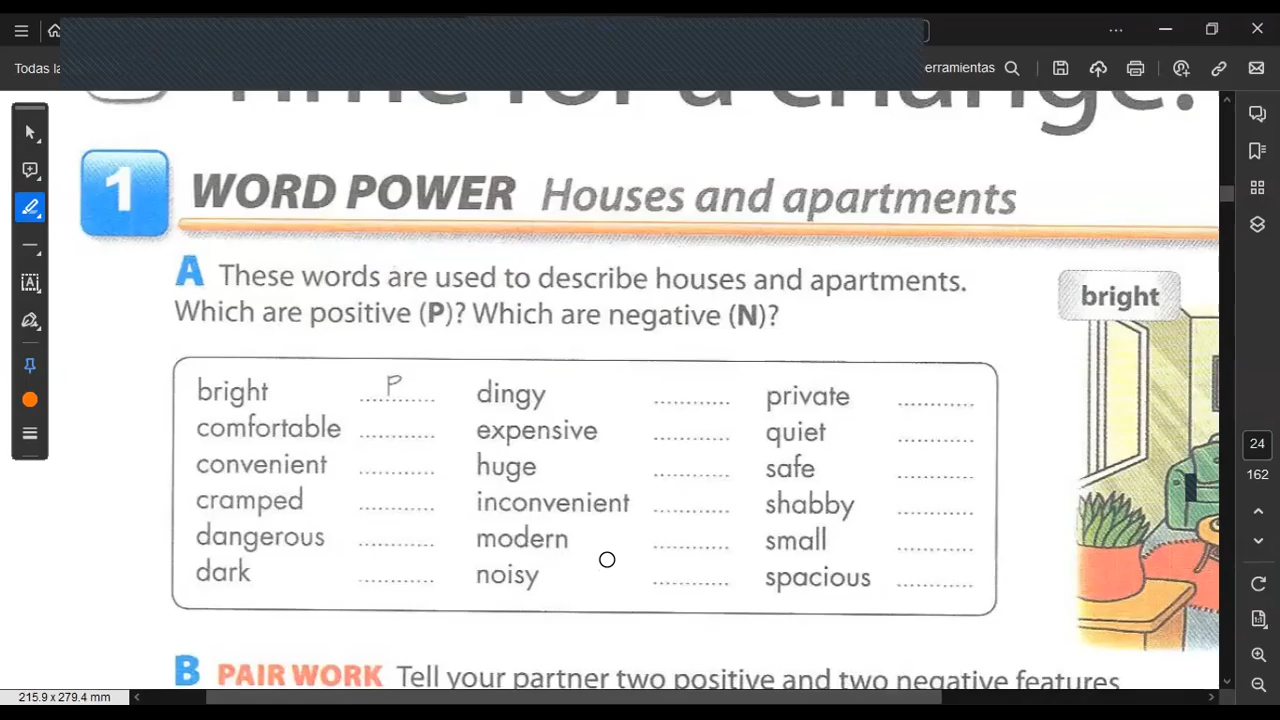 Todas la
erramientas
Time for a change!
1 WORD POWER Houses and apartments
A These words are used to describe houses and apartments.
Which are positive (P)? Which are negative (N)?
bright
bright P dingy ............ private ............
comfortable ............ expensive ............ quiet ............
convenient ............ huge ............ safe ............
cramped ............ inconvenient ............ shabby ............
dangerous ............ modern ............ small ............
dark ............ noisy ............ spacious ............
B PAIR WORK Tell your partner two positive and two negative features
24
162
215.9 x 279.4 mm